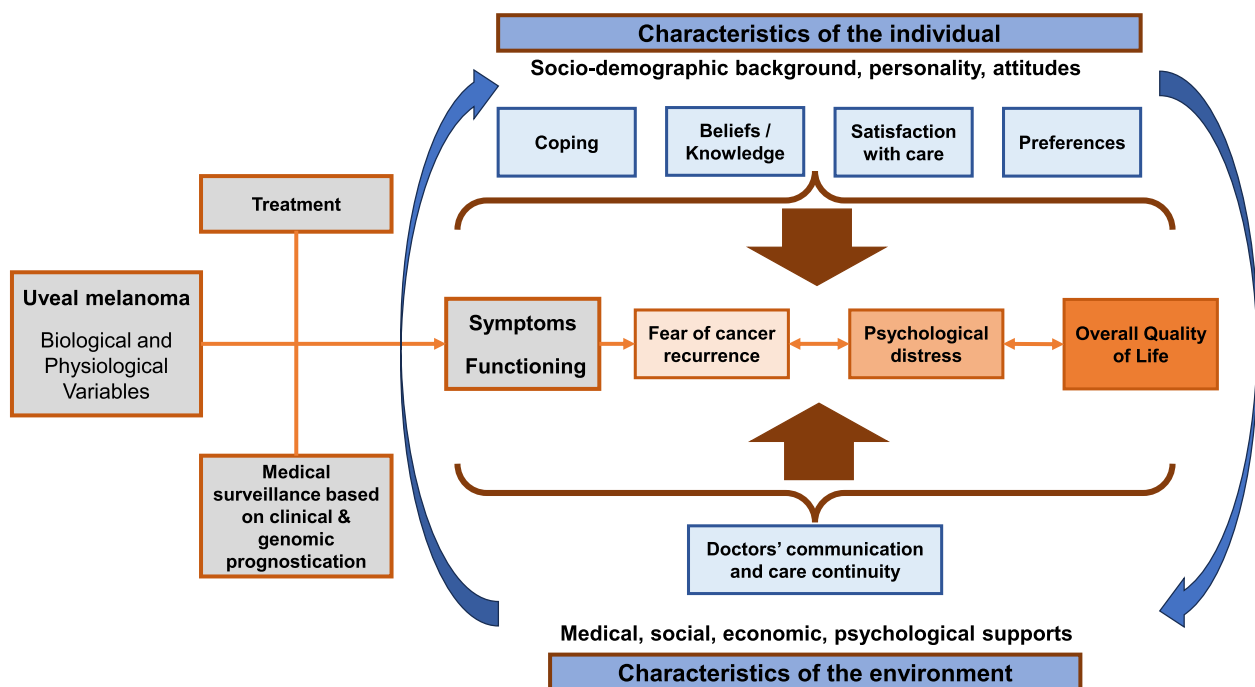 Characteristics of the individual
Socio-demographic background, personality, attitudes
Coping
Beliefs /
Knowledge
Satisfaction
with care
Preferences
Treatment
Uveal melanoma
Biological and
Physiological
Variables
Symptoms
Functioning
Fear of cancer
recurrence
Psychological
distress
Overall Quality
of Life
Medical
surveillance based
on clinical &
genomic
prognostication
Doctors’ communication
and care continuity
Medical, social, economic, psychological supports
Characteristics of the environment